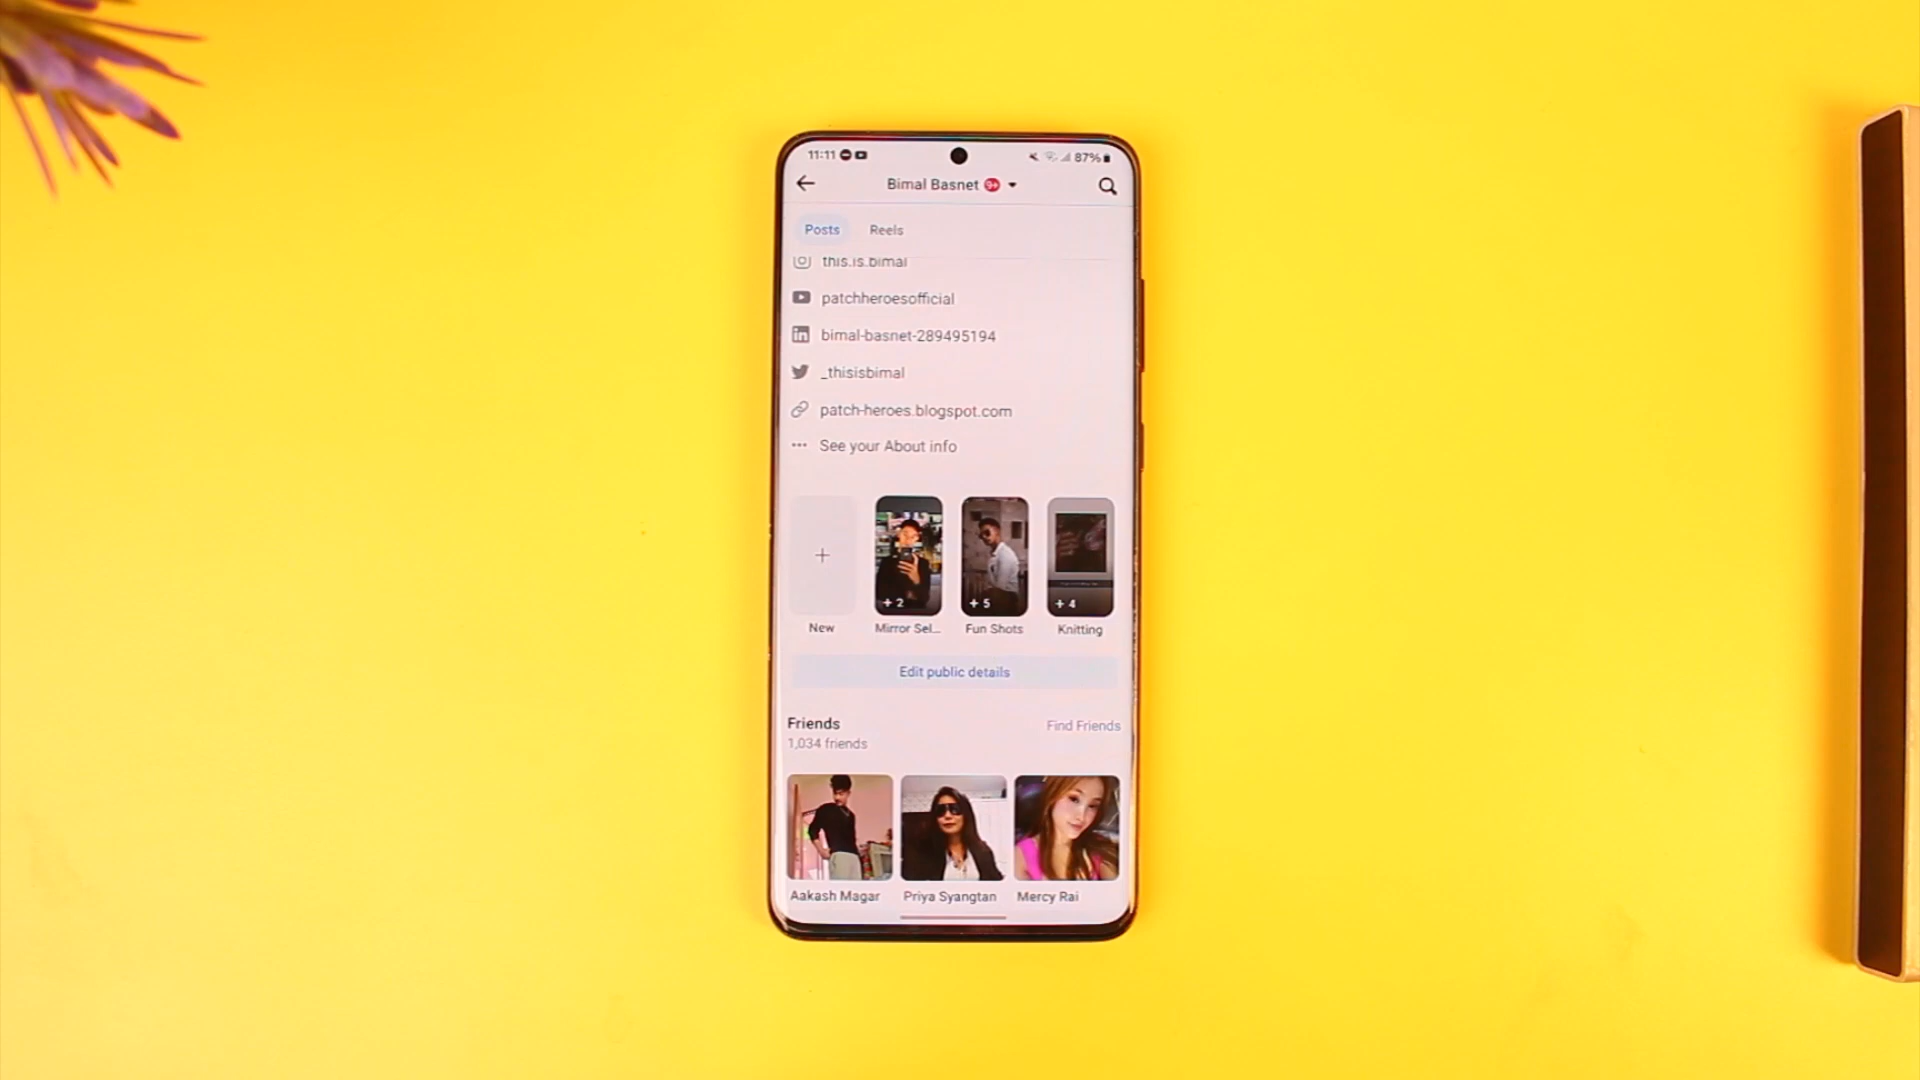 11:11 87%
Bimal Basnet 9+
Posts Reels
this.is.bimal
patchheroesofficial
bimal-basnet-289495194
_thisisbimal
patch-heroes.blogspot.com
See your About info
+2 +5 +4
New Mirror Sel... Fun Shots Knitting
Edit public details
Friends Find Friends
1,034 friends
Aakash Magar Priya Syangtan Mercy Rai